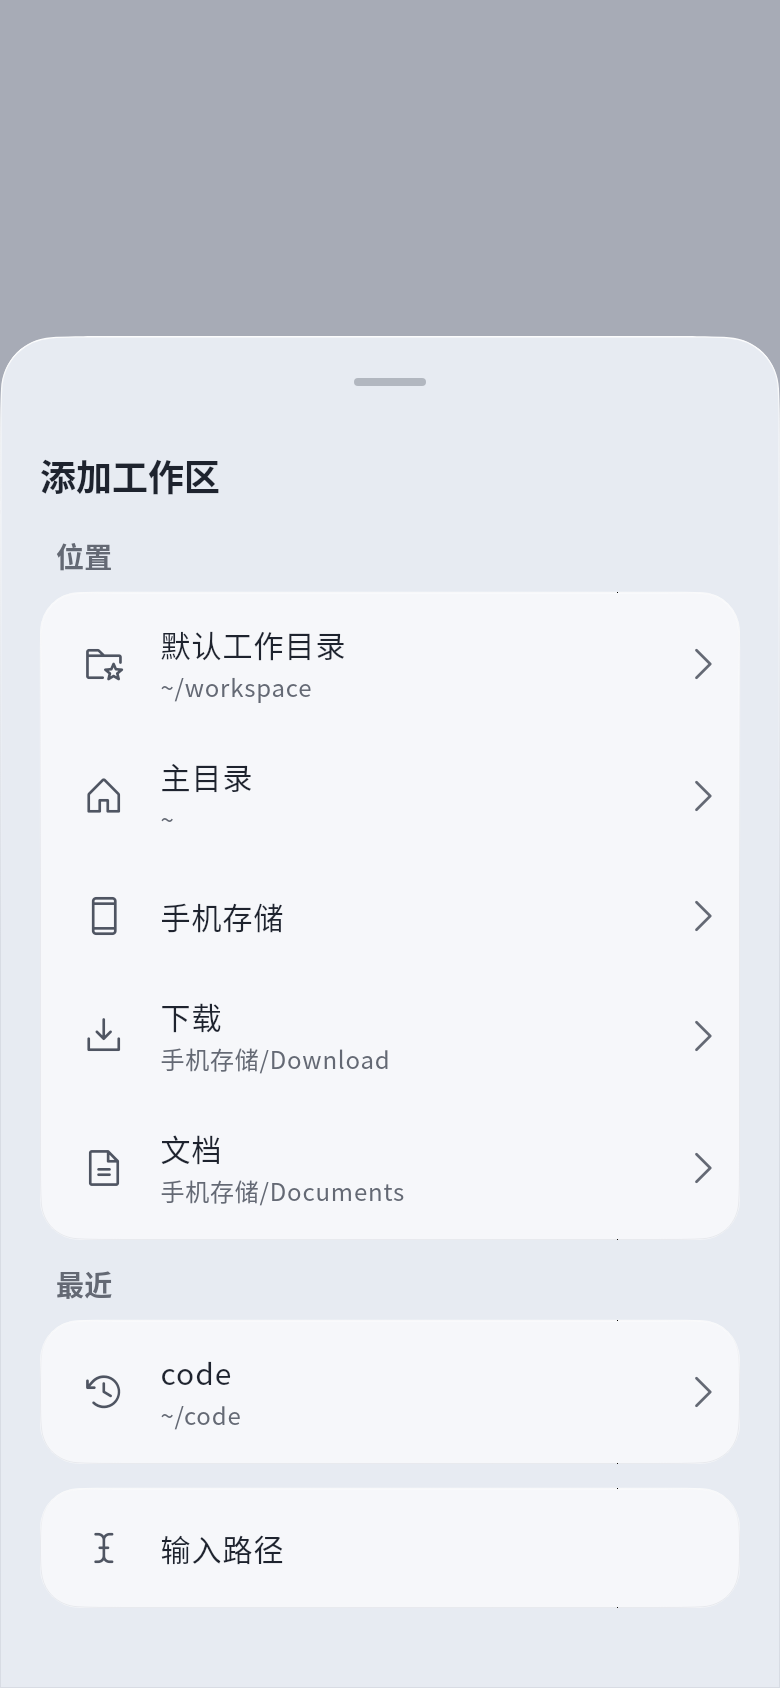 添加工作区
位置
默认工作目录
~/workspace
主目录
~
手机存储
下载
手机存储/Download
文档
手机存储/Documents
最近
code
~/code
输入路径